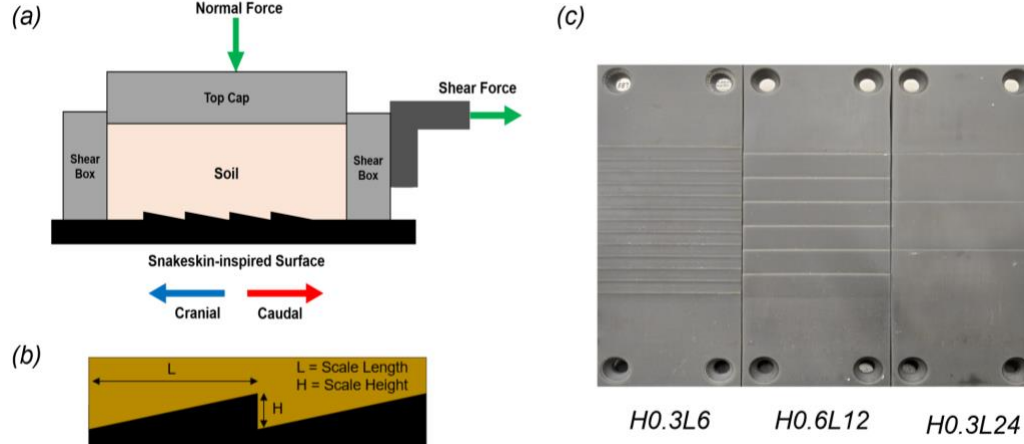 (a)
Normal Force
Top Cap
Shear Force
Shear
Box
Soil
Shear
Box
Snakeskin-inspired Surface
Cranial
Caudal
(b)
L
H
L = Scale Length
H = Scale Height
(c)
H0.3L6
H0.6L12
H0.3L24